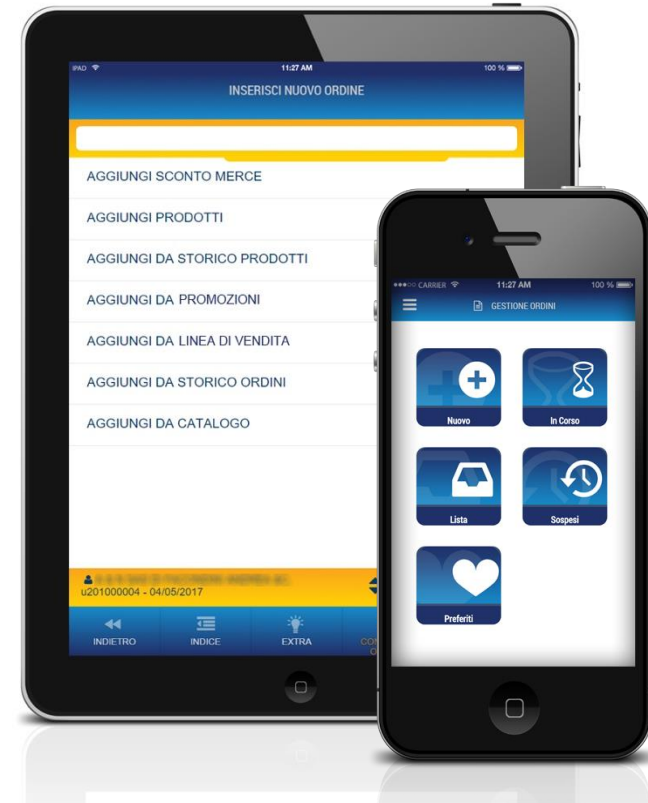 IPAD 11:27 AM 100 %
INSERISCI NUOVO ORDINE
AGGIUNGI SCONTO MERCE
AGGIUNGI PRODOTTI
AGGIUNGI DA STORICO PRODOTTI
AGGIUNGI DA PROMOZIONI
AGGIUNGI DA LINEA DI VENDITA
AGGIUNGI DA STORICO ORDINI
AGGIUNGI DA CATALOGO
u201000004 - 04/05/2017
INDIETRO INDICE EXTRA
CARRIER 11:27 AM 100 %
GESTIONE ORDINI
Nuovo In Corso
Lista Sospesi
Preferiti